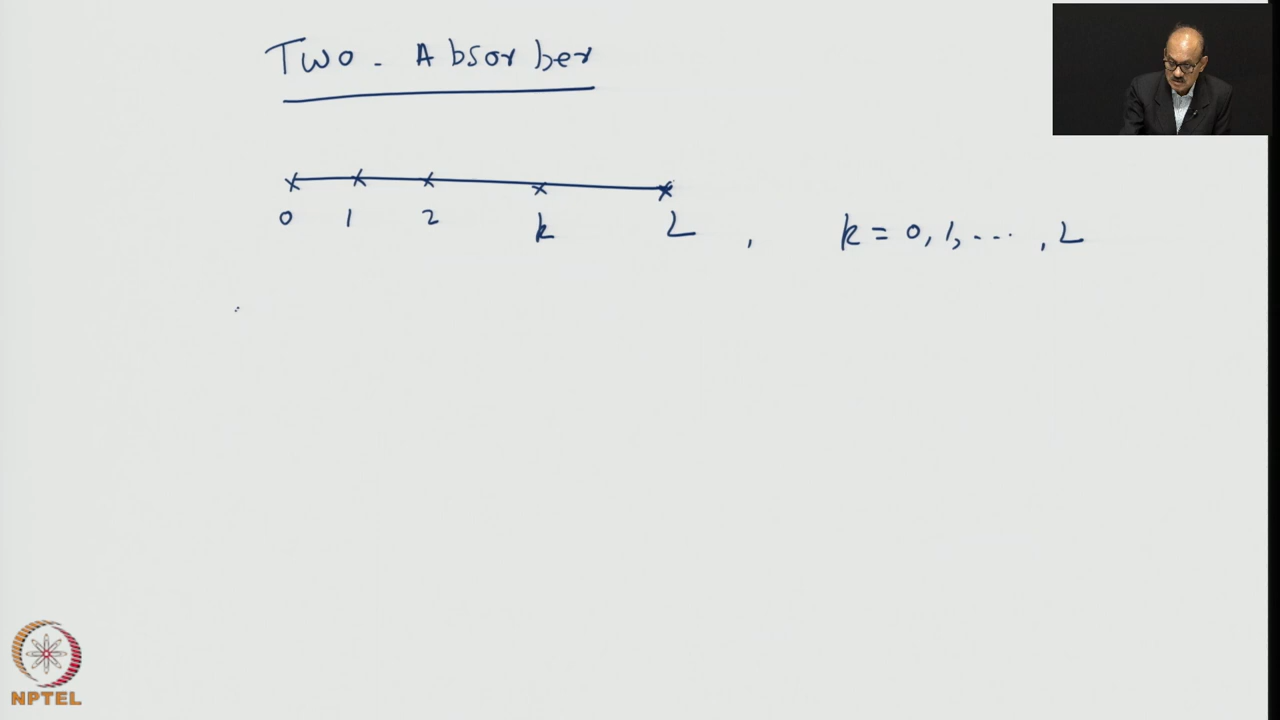 Two - Absorber
0 1 2 k L , k = 0, 1, ... , L
NPTEL